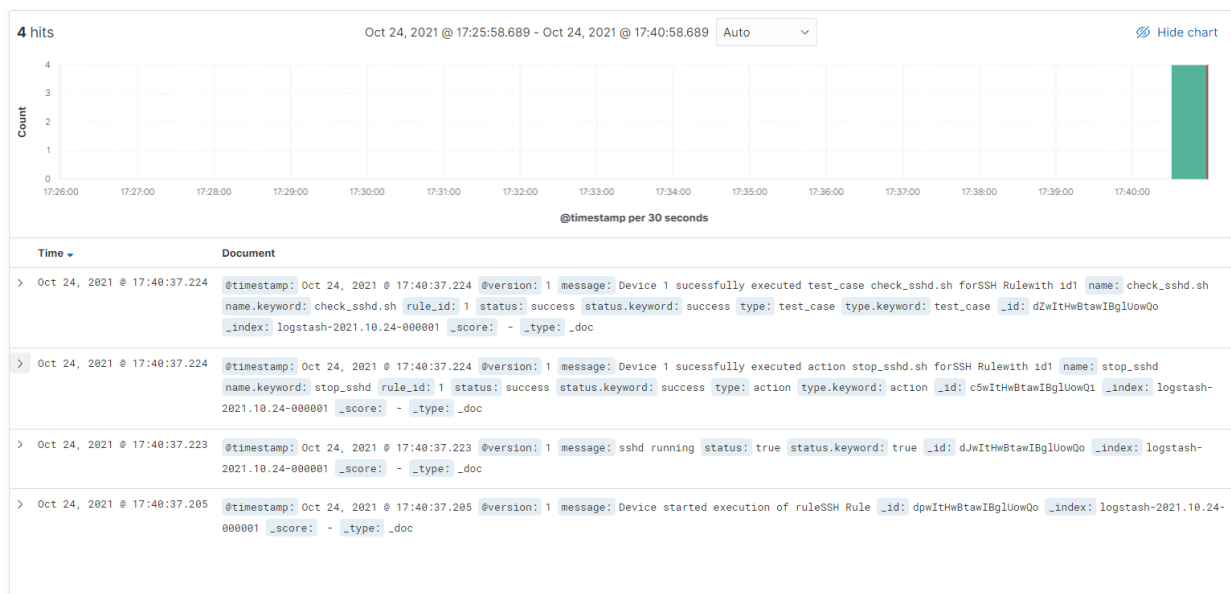 4 hits
Oct 24, 2021 @ 17:25:58.689 - Oct 24, 2021 @ 17:40:58.689 Auto
Hide chart
4
3
2
1
0
Count
17:26:00 17:27:00 17:28:00 17:29:00 17:30:00 17:31:00 17:32:00 17:33:00 17:34:00 17:35:00 17:36:00 17:37:00 17:38:00 17:39:00 17:40:00
@timestamp per 30 seconds
Time Document
Oct 24, 2021 @ 17:40:37.224 @timestamp: Oct 24, 2021 @ 17:40:37.224 @version: 1 message: Device 1 sucessfully executed test_case check_sshd.sh forSSH Rulewith id1 name: check_sshd.sh
name.keyword: check_sshd.sh rule_id: 1 status: success status.keyword: success type: test_case type.keyword: test_case _id: dZwItHwBtawIBglUowQo
_index: logstash-2021.10.24-000001 _score: - _type: _doc
Oct 24, 2021 @ 17:40:37.224 @timestamp: Oct 24, 2021 @ 17:40:37.224 @version: 1 message: Device 1 sucessfully executed action stop_sshd.sh forSSH Rulewith id1 name: stop_sshd
name.keyword: stop_sshd rule_id: 1 status: success status.keyword: success type: action type.keyword: action _id: c5wItHwBtawIBglUowQi _index: logstash-
2021.10.24-000001 _score: - _type: _doc
Oct 24, 2021 @ 17:40:37.223 @timestamp: Oct 24, 2021 @ 17:40:37.223 @version: 1 message: sshd running status: true status.keyword: true _id: dJwItHwBtawIBglUowQo _index: logstash-
2021.10.24-000001 _score: - _type: _doc
Oct 24, 2021 @ 17:40:37.205 @timestamp: Oct 24, 2021 @ 17:40:37.205 @version: 1 message: Device started execution of ruleSSH Rule _id: dpwItHwBtawIBglUowQo _index: logstash-2021.10.24-
000001 _score: - _type: _doc